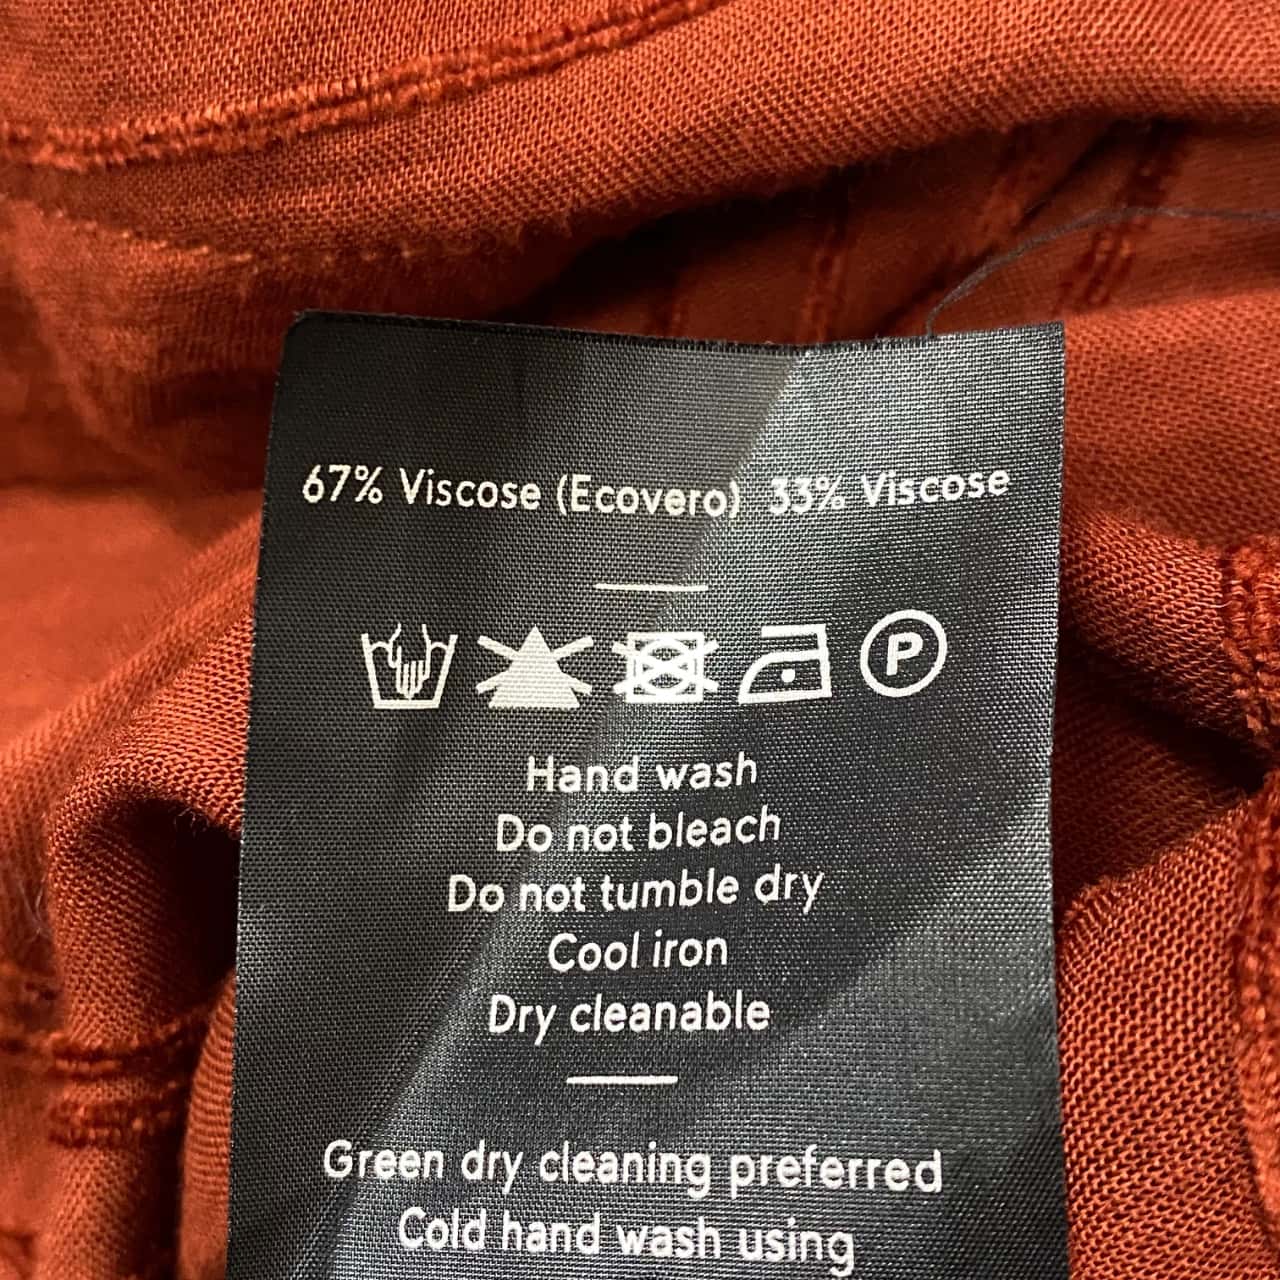 67% Viscose (Ecovero) 33% Viscose
P
Hand wash
Do not bleach
Do not tumble dry
Cool iron
Dry cleanable
Green dry cleaning preferred
Cold hand wash using